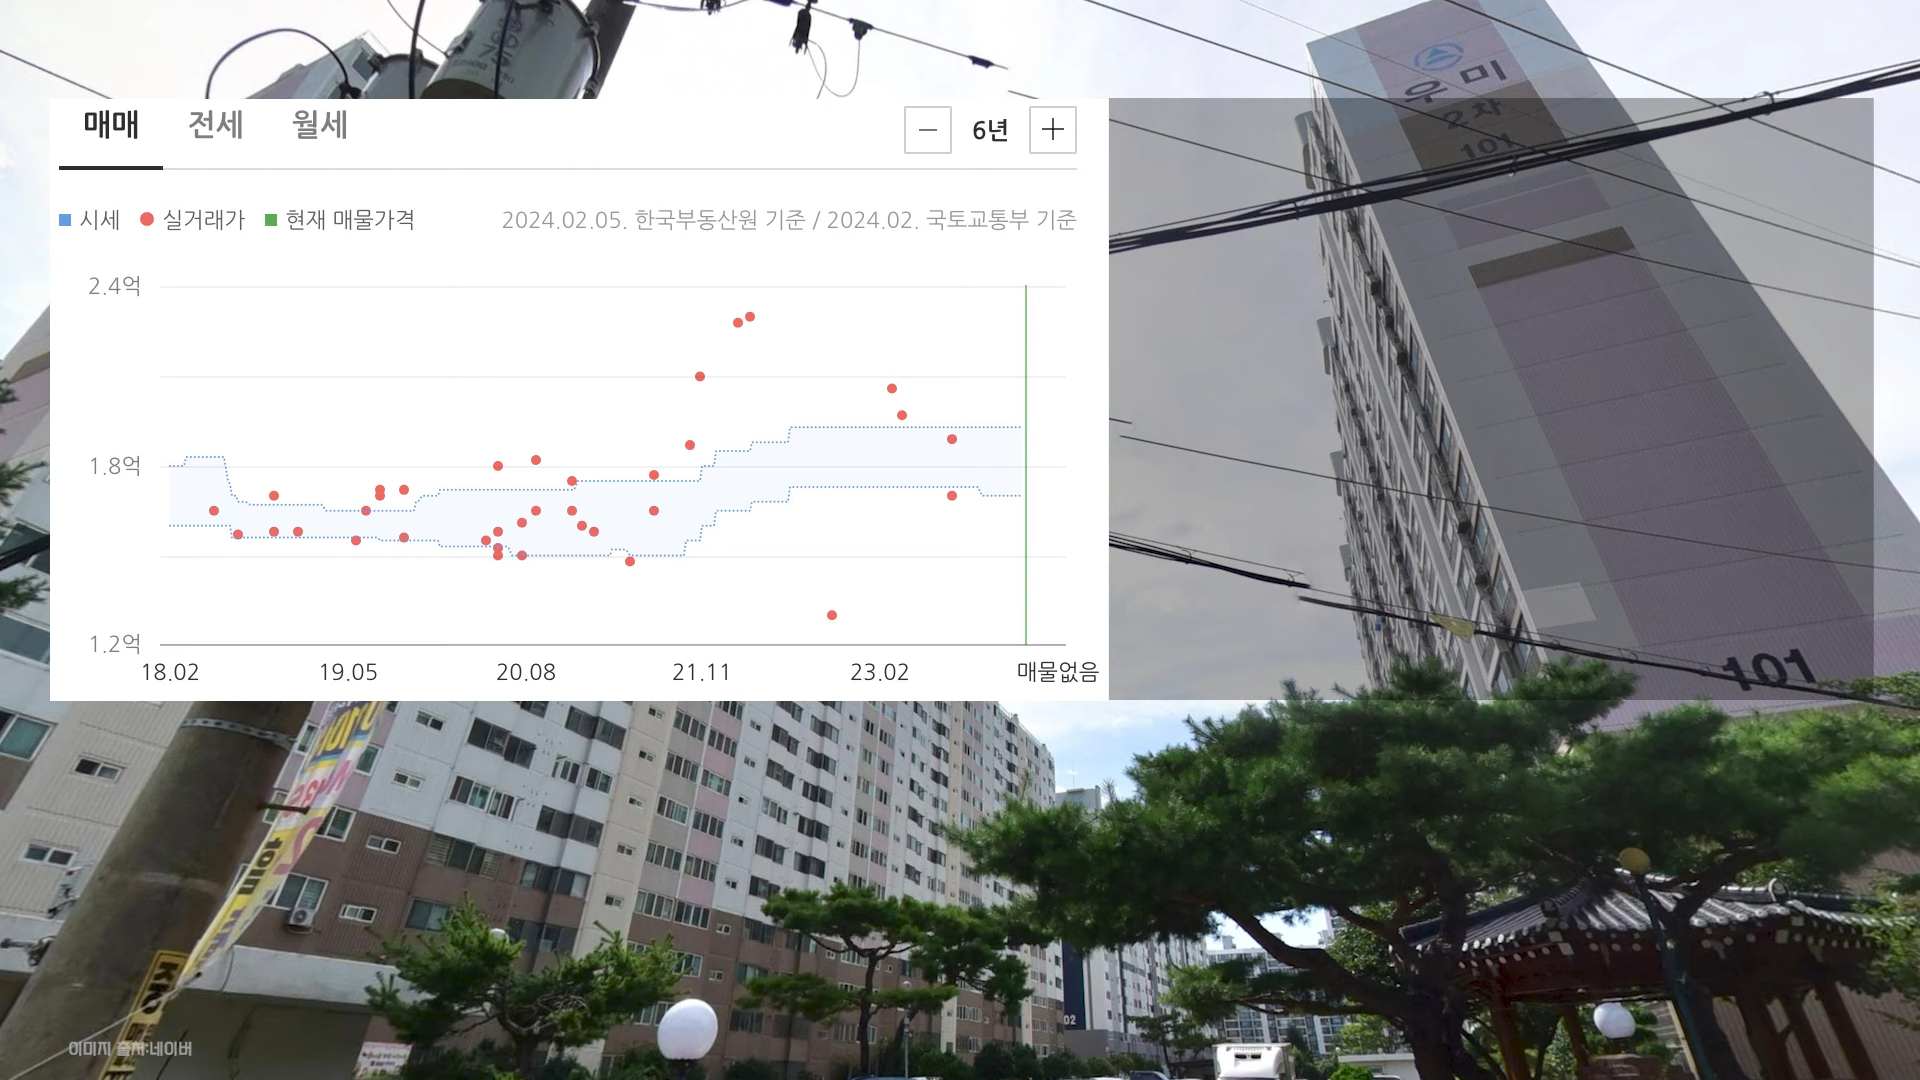 우미
2차
101
매매 전세 월세
6년
시세 실거래가 현재 매물가격
2024.02.05. 한국부동산원 기준 / 2024.02. 국토교통부 기준
2.4억
1.8억
1.2억
18.02 19.05 20.08 21.11 23.02 매물없음
101
02
이미지 출처:네이버